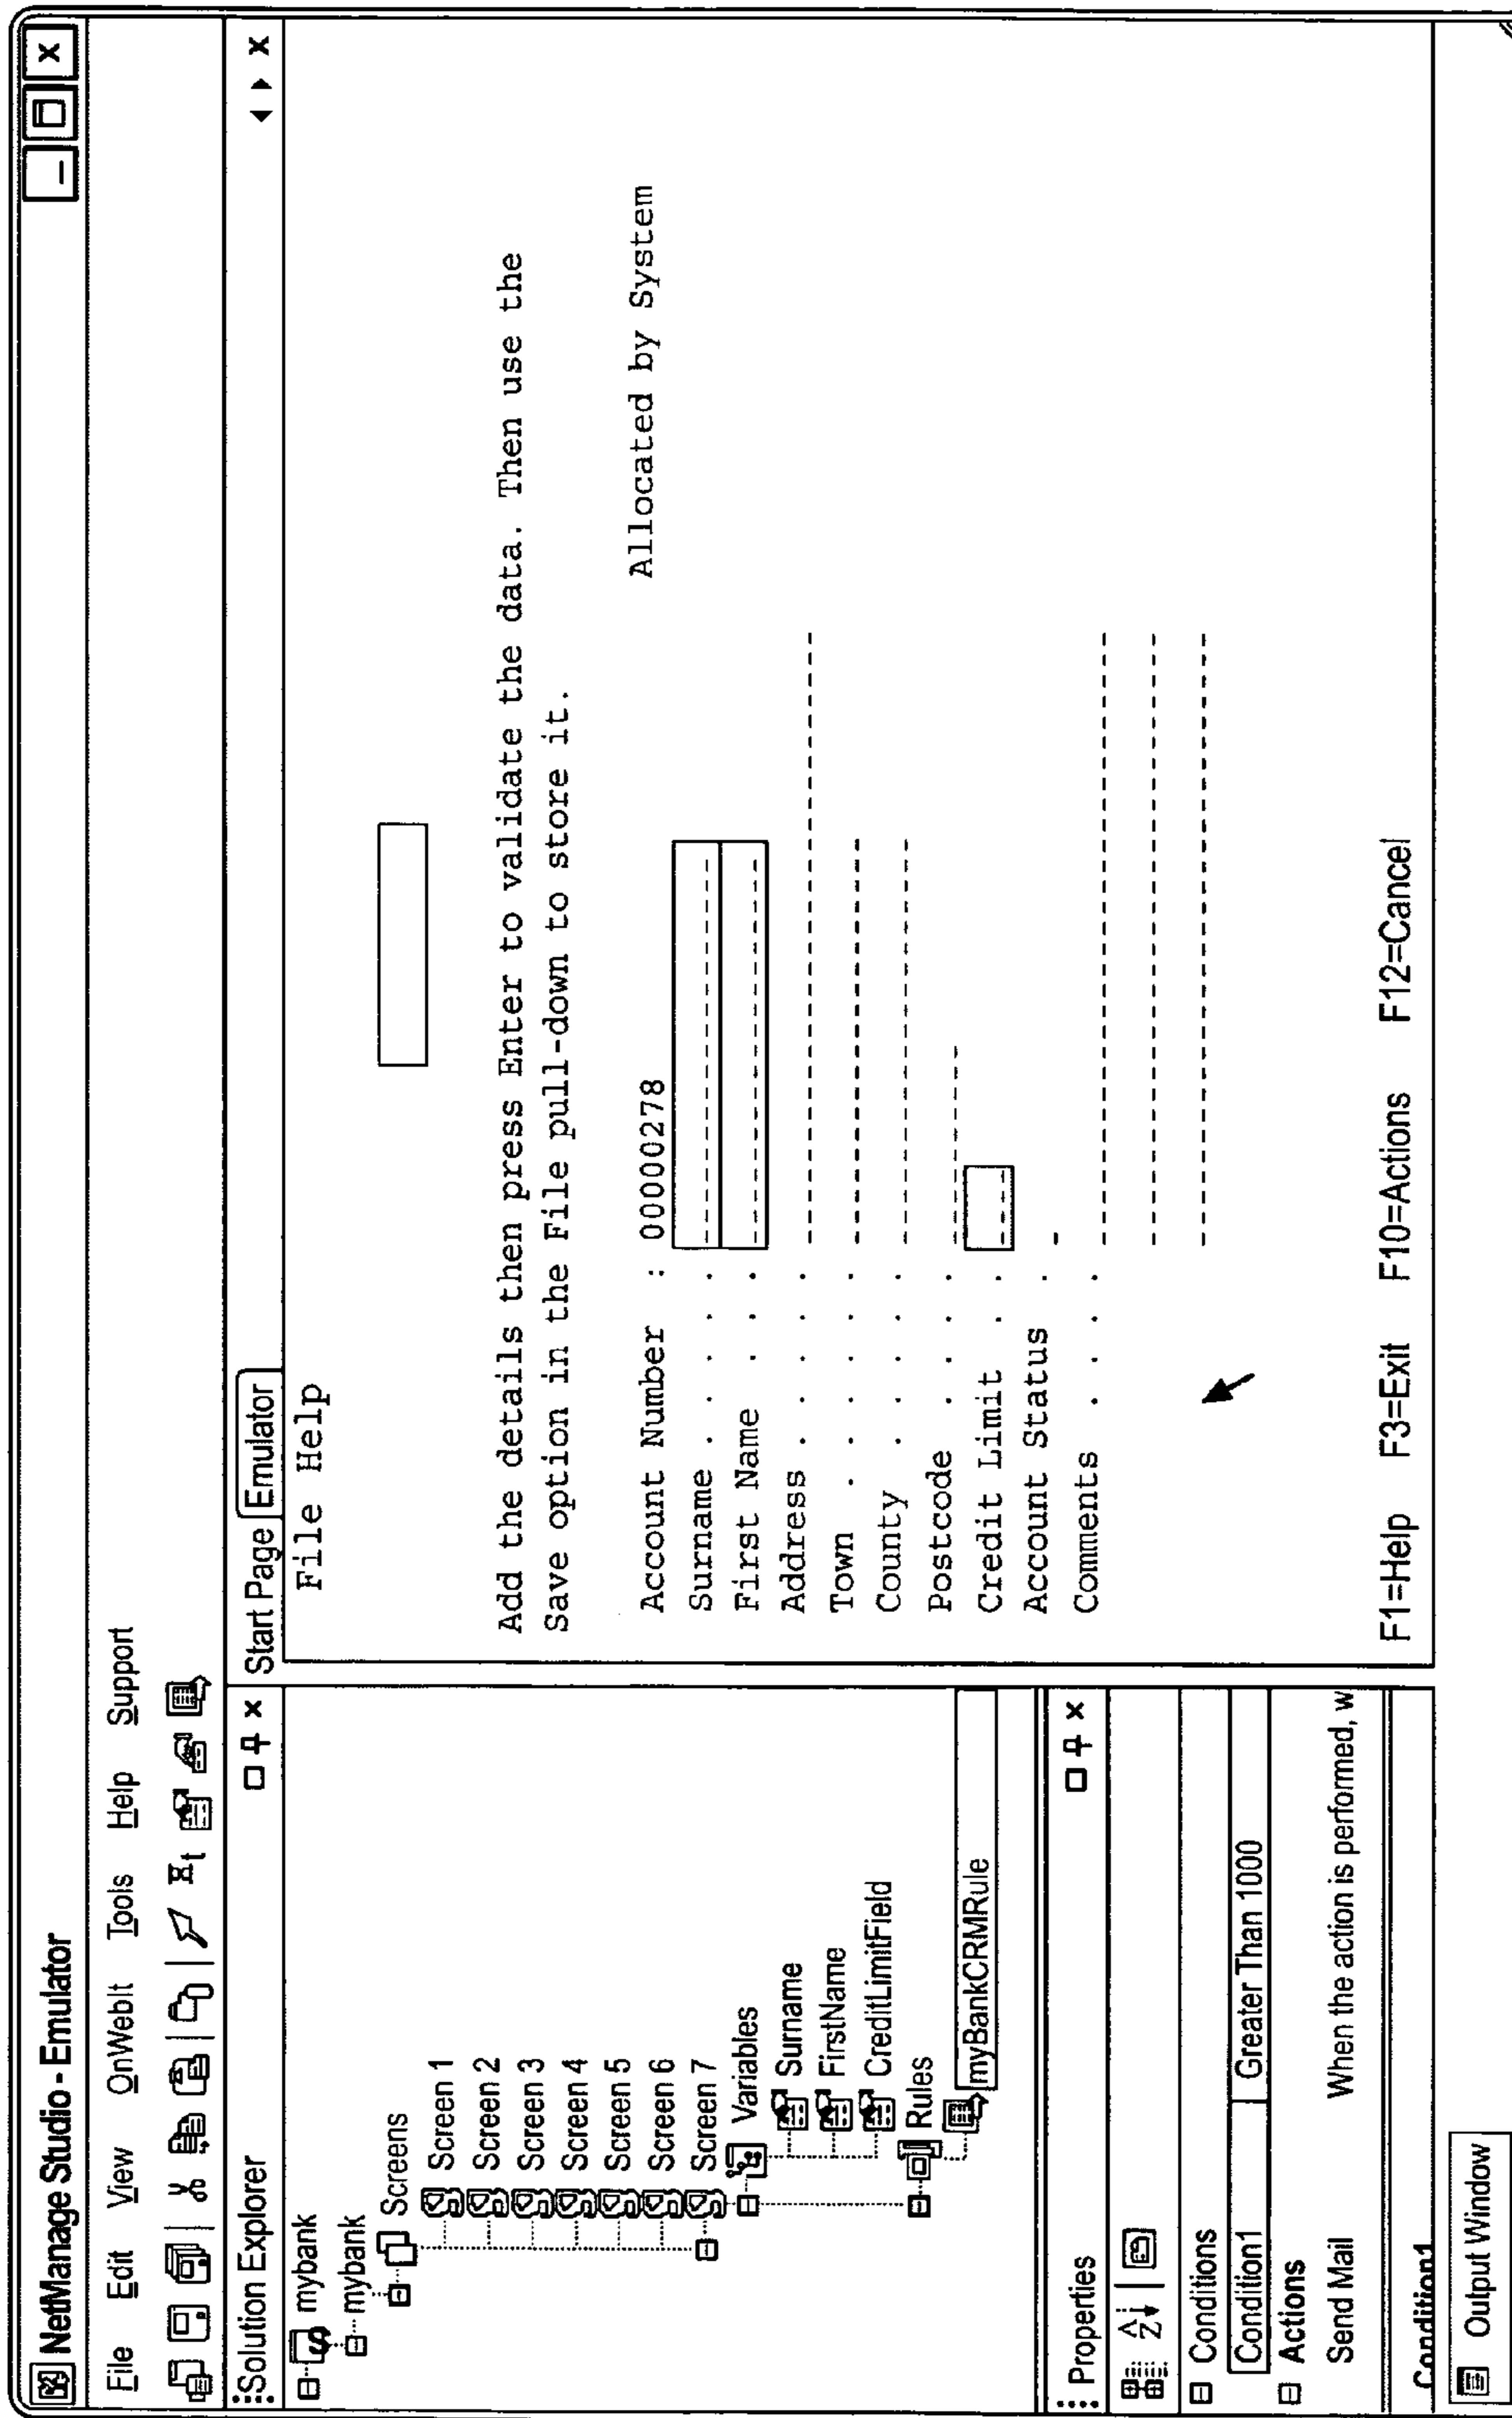 NetManage Studio - Emulator
File Edit View OnWebIt Tools Help Support
Solution Explorer
mybank
mybank
Screens
Screen 1
Screen 2
Screen 3
Screen 4
Screen 5
Screen 6
Screen 7
Variables
Surname
FirstName
CreditLimitField
Rules
myBankCRMRule
Properties
Conditions
Condition1 Greater Than 1000
Actions
Send Mail When the action is performed, w
Condition1
Output Window
Start Page Emulator
File Help
Add the details then press Enter to validate the data. Then use the
Save option in the File pull-down to store it.
Account Number : 00000278 Allocated by System
Surname . . . . .
First Name . . .
Address . . . . .
Town . . . . . .
County . . . . .
Postcode . . . .
Credit Limit . .
Account Status .
Comments . . . .
F1=Help F3=Exit F10=Actions F12=Cancel